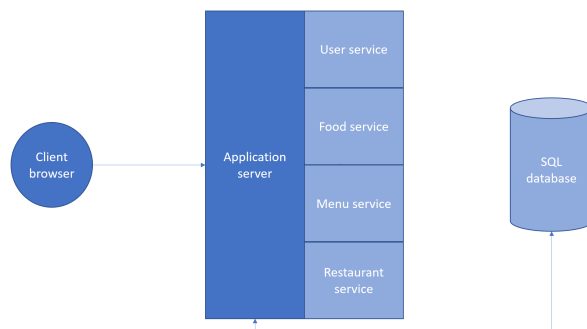 User service
Food service
Client
browser
Application
server
SQL
database
Menu service
Restaurant
service